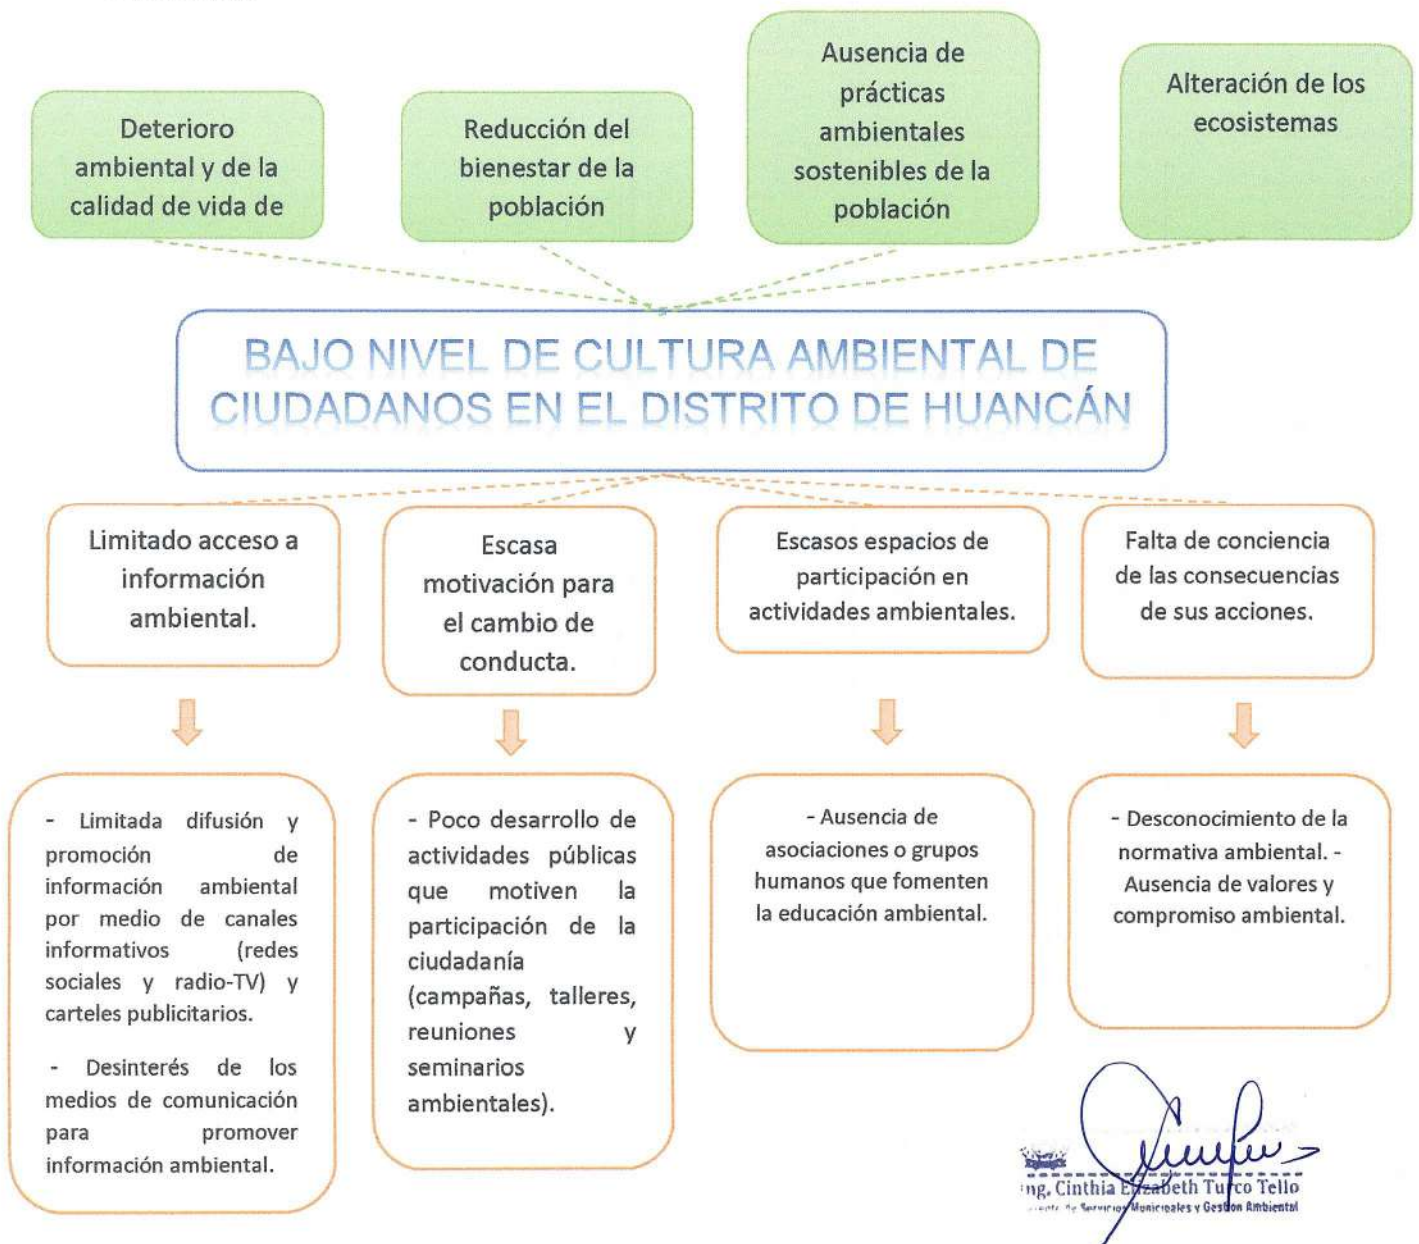 Deterioro
ambiental y de la
calidad de vida de
Reducción del
bienestar de la
población
Ausencia de
prácticas
ambientales
sostenibles de la
población
Alteración de los
ecosistemas
BAJO NIVEL DE CULTURA AMBIENTAL DE
CIUDADANOS EN EL DISTRITO DE HUANCÁN
Limitado acceso a
información
ambiental.
Escasa
motivación para
el cambio de
conducta.
Escasos espacios de
participación en
actividades ambientales.
Falta de conciencia
de las consecuencias
de sus acciones.
- Limitada difusión y
promoción de
información ambiental
por medio de canales
informativos (redes
sociales y radio-TV) y
carteles publicitarios.
- Desinterés de los
medios de comunicación
para promover
información ambiental.
- Poco desarrollo de
actividades públicas
que motiven la
participación de la
ciudadanía
(campañas, talleres,
reuniones y
seminarios
ambientales).
- Ausencia de
asociaciones o grupos
humanos que fomenten
la educación ambiental.
- Desconocimiento de la
normativa ambiental. -
Ausencia de valores y
compromiso ambiental.
ng. Cinthia Elizabeth Turco Tello
de Servicios Municipales y Gestion Ambiental